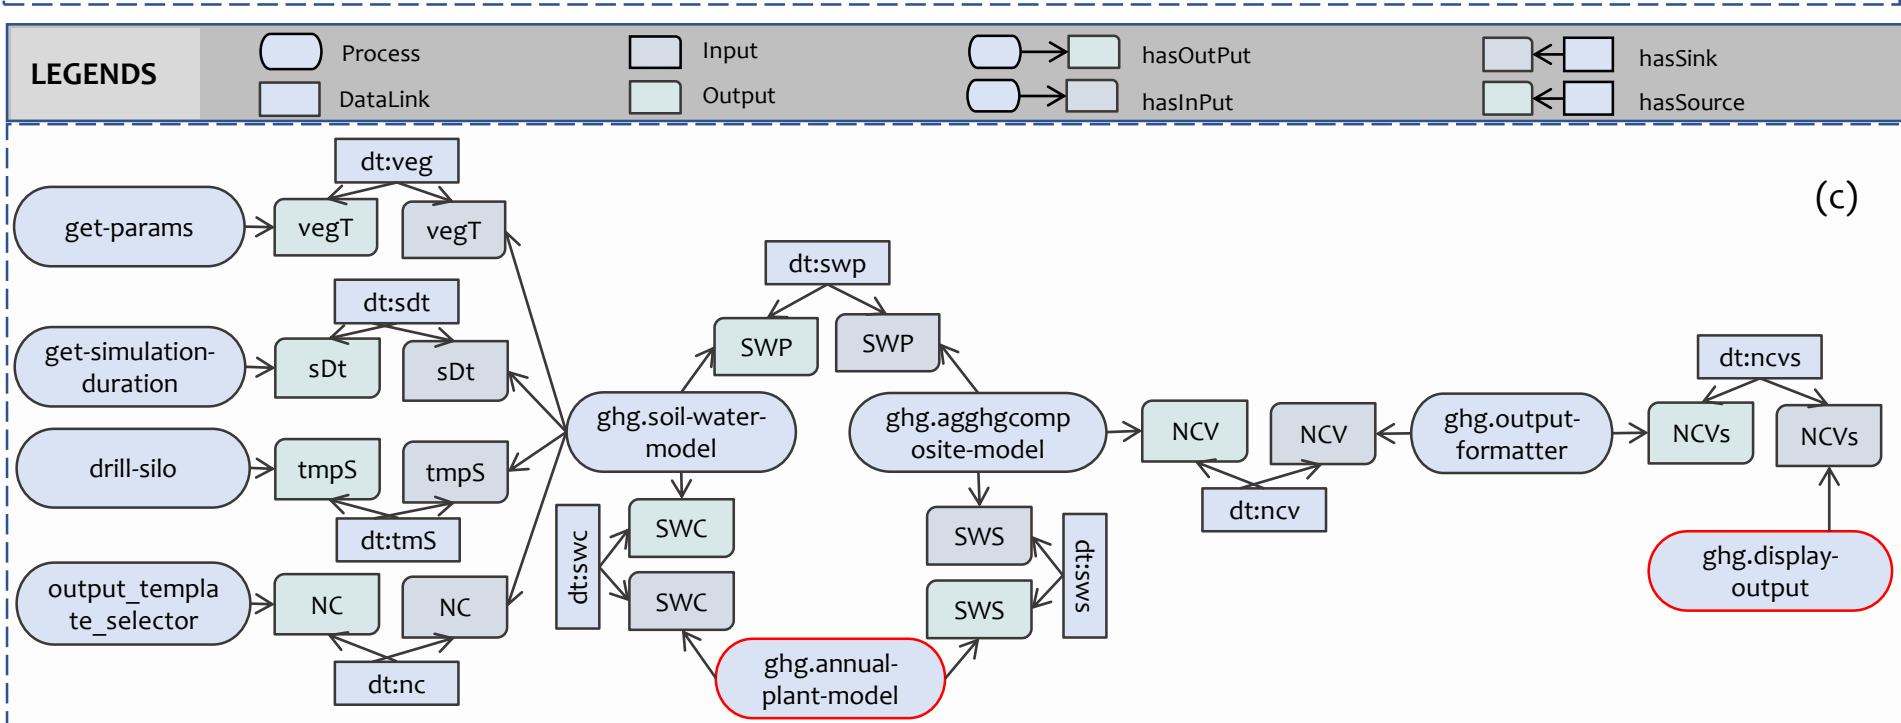 LEGENDS
Process
DataLink
Input
Output
hasOutPut
hasInPut
hasSink
hasSource
(c)
dt:veg
get-params
vegT
vegT
dt:sdt
get-simulation-
duration
sDt
sDt
drill-silo
tmpS
tmpS
dt:tmS
output_templa
te_selector
NC
NC
dt:nc
dt:swp
SWP
SWP
ghg.soil-water-
model
dt:swc
SWC
SWC
ghg.annual-
plant-model
ghg.agghgcomp
osite-model
SWS
SWS
dt:sws
NCV
NCV
dt:ncv
ghg.output-
formatter
dt:ncvs
NCVs
NCVs
ghg.display-
output